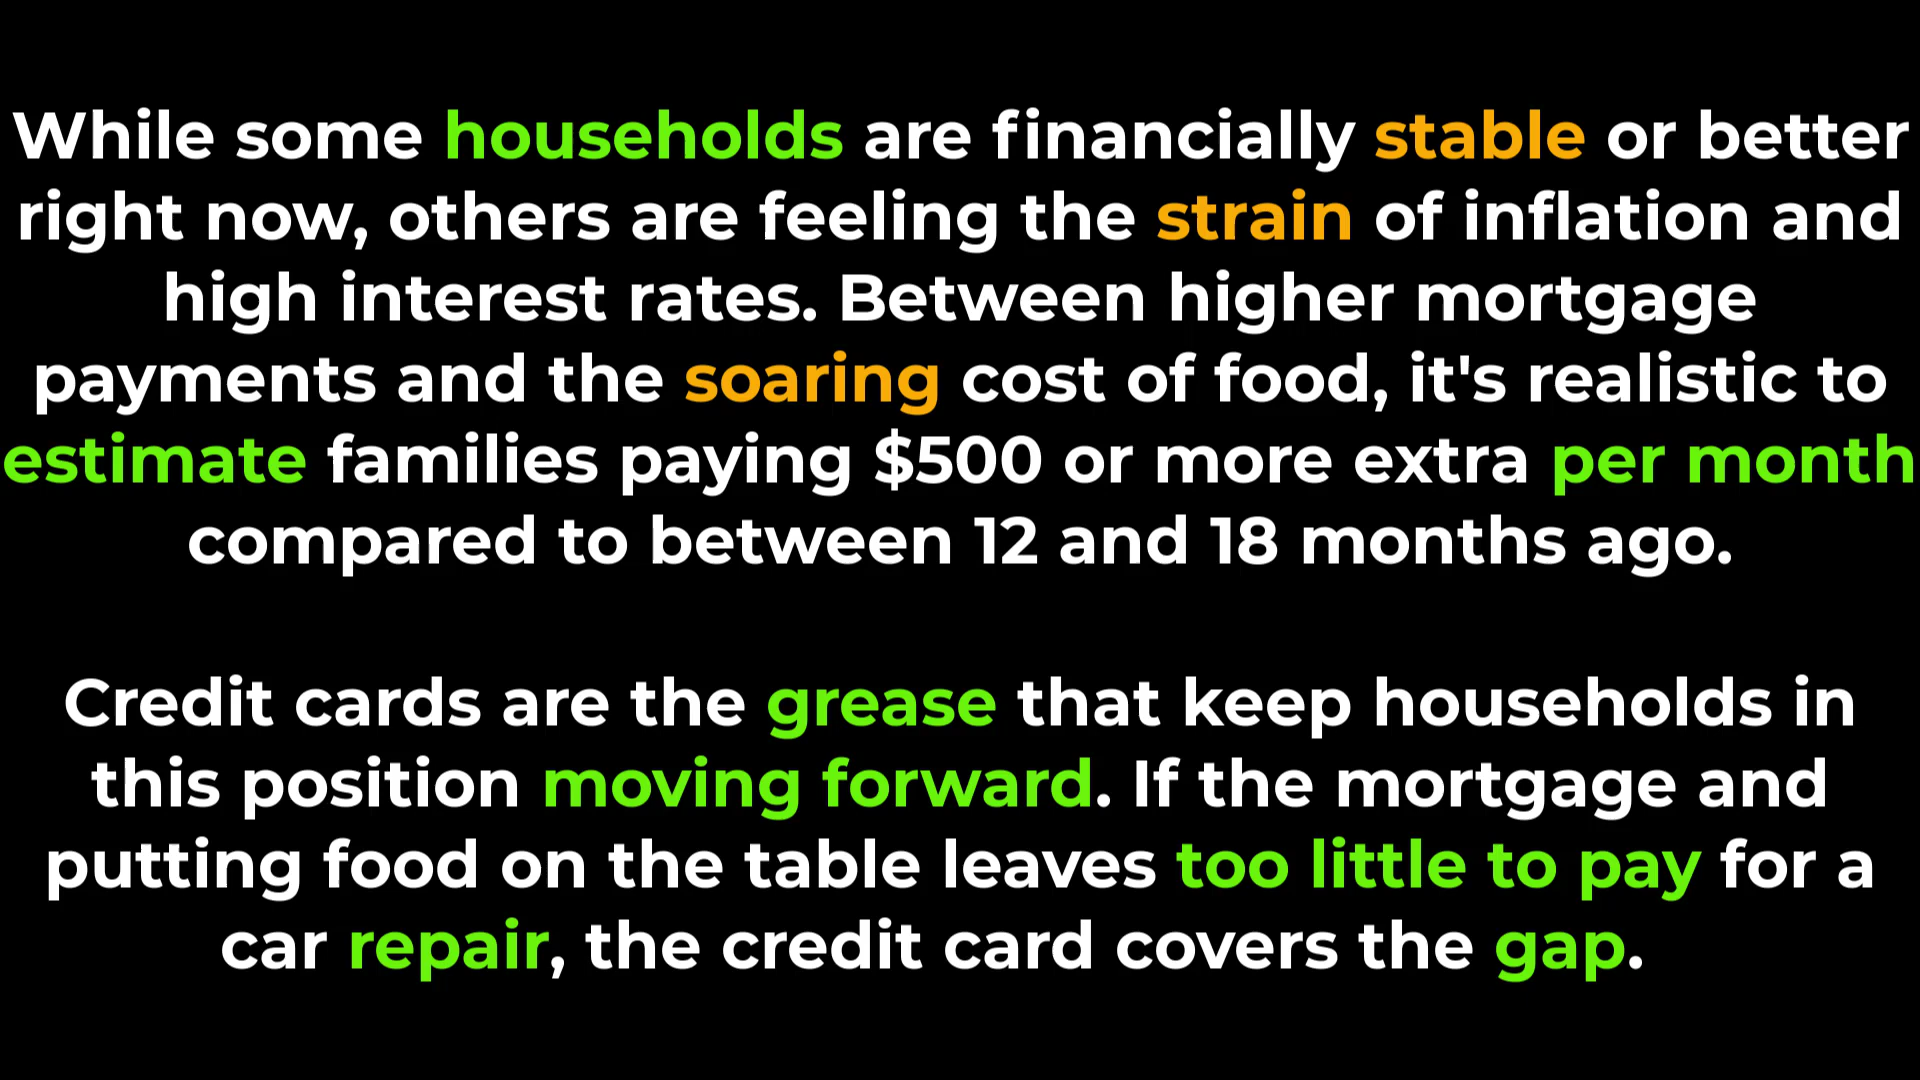 While some households are financially stable or better
right now, others are feeling the strain of inflation and
high interest rates. Between higher mortgage
payments and the soaring cost of food, it's realistic to
estimate families paying $500 or more extra per month
compared to between 12 and 18 months ago.
Credit cards are the grease that keep households in
this position moving forward. If the mortgage and
putting food on the table leaves too little to pay for a
car repair, the credit card covers the gap.